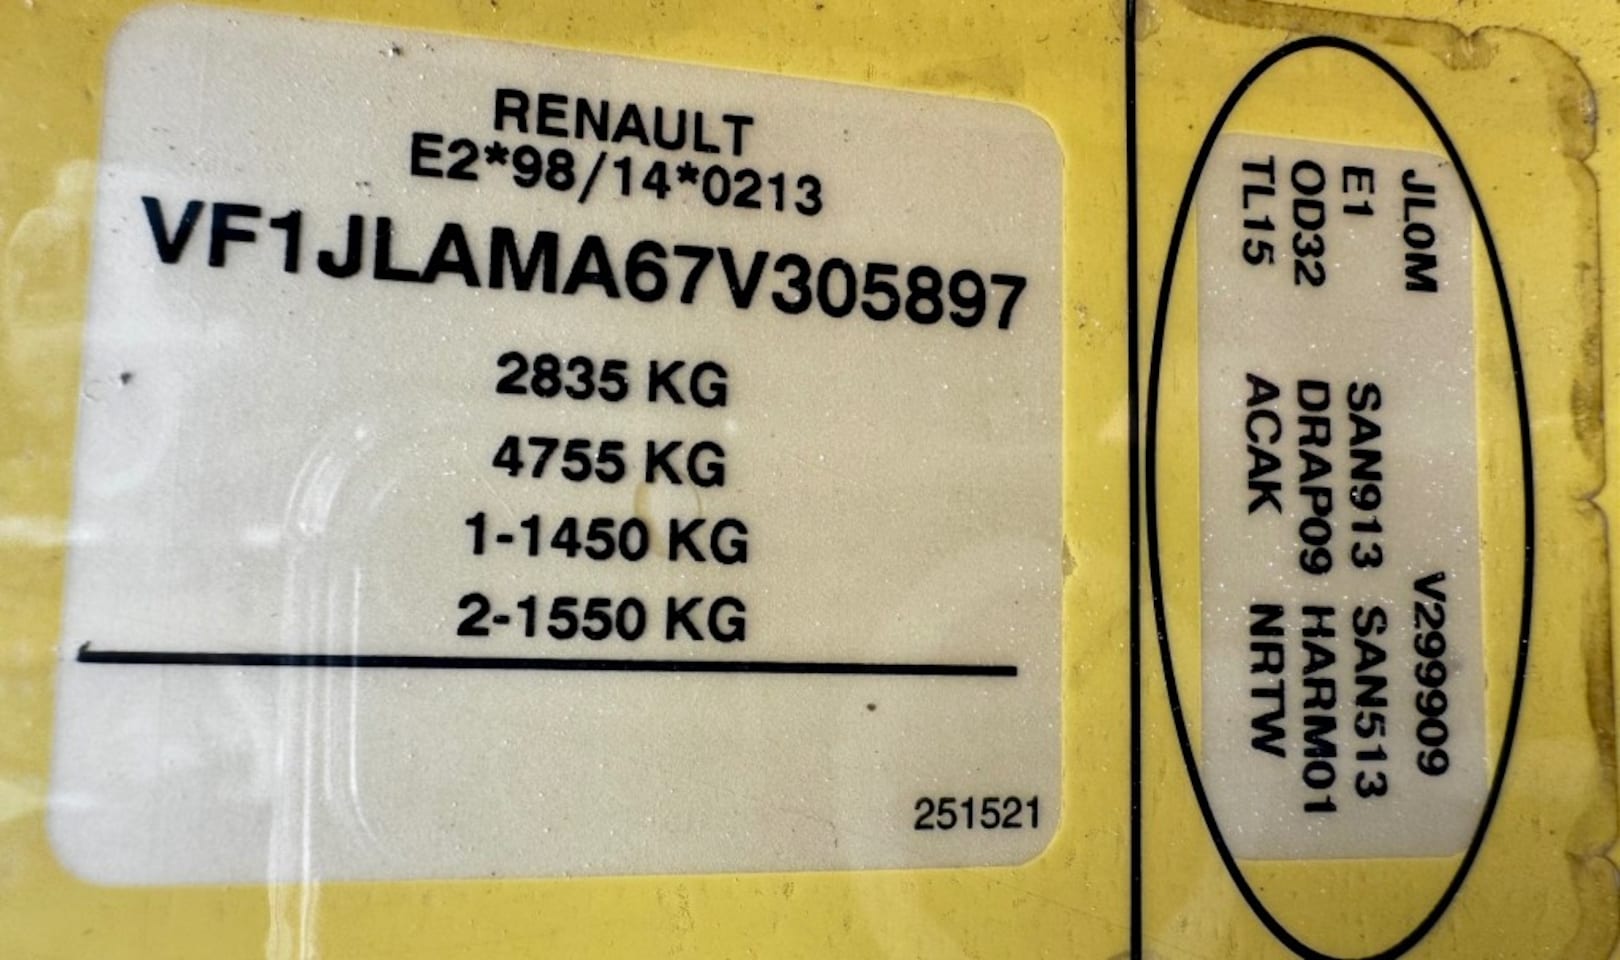 RENAULT
E2*98/14*0213
VF1JLAMA67V305897
2835 KG
4755 KG
1-1450 KG
2-1550 KG
251521
JL0M V299909
E1 SAN913 SAN513
OD32 DRAP09 HARM01
TL15 ACAK NRTW